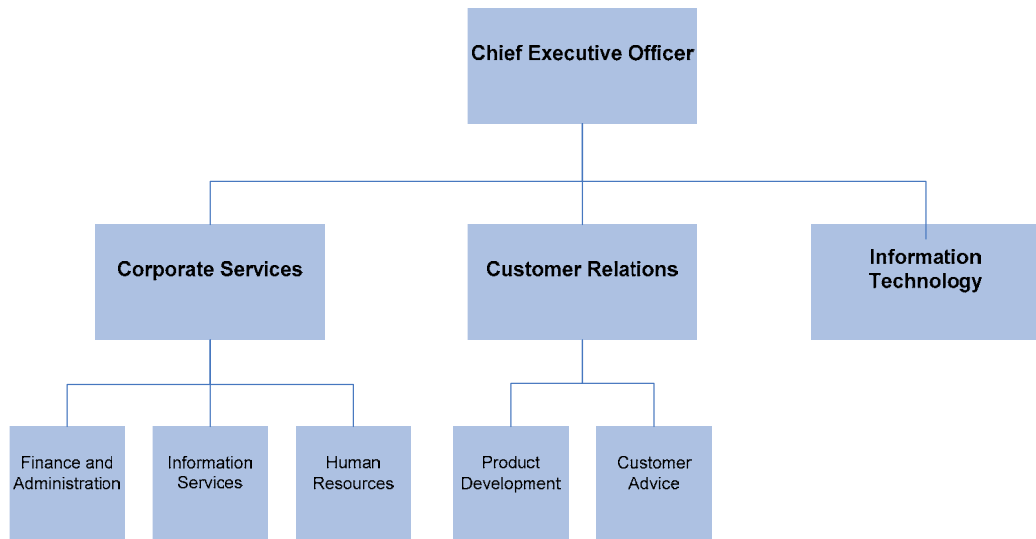 Chief Executive Officer
Corporate Services
Customer Relations
Information
Technology
Finance and
Administration
Information
Services
Human
Resources
Product
Development
Customer
Advice